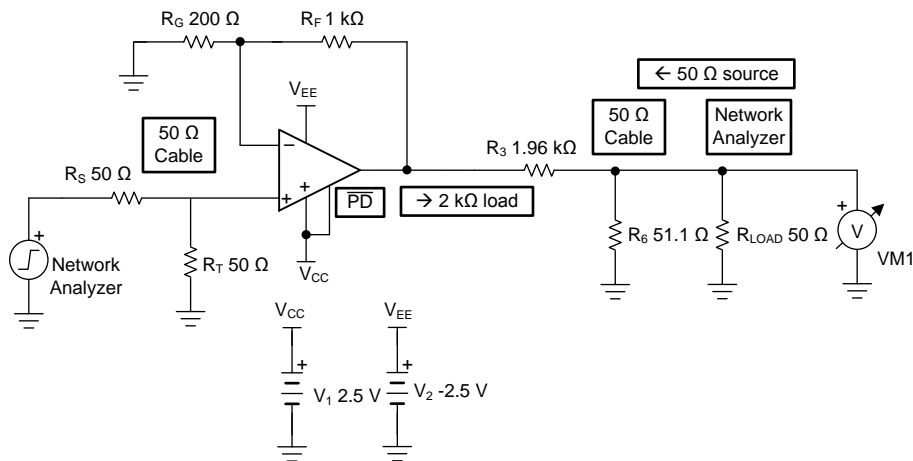 R_G 200 Ω
R_F 1 kΩ
← 50 Ω source
V_EE
50 Ω
Cable
50 Ω
Cable
Network
Analyzer
R_3 1.96 kΩ
R_S 50 Ω
−
+
+
PD
→ 2 kΩ load
+
Network
Analyzer
R_T 50 Ω
V_CC
R_6 51.1 Ω
R_LOAD 50 Ω
+
V
VM1
V_CC
V_EE
+
V_1 2.5 V
+
V_2 -2.5 V